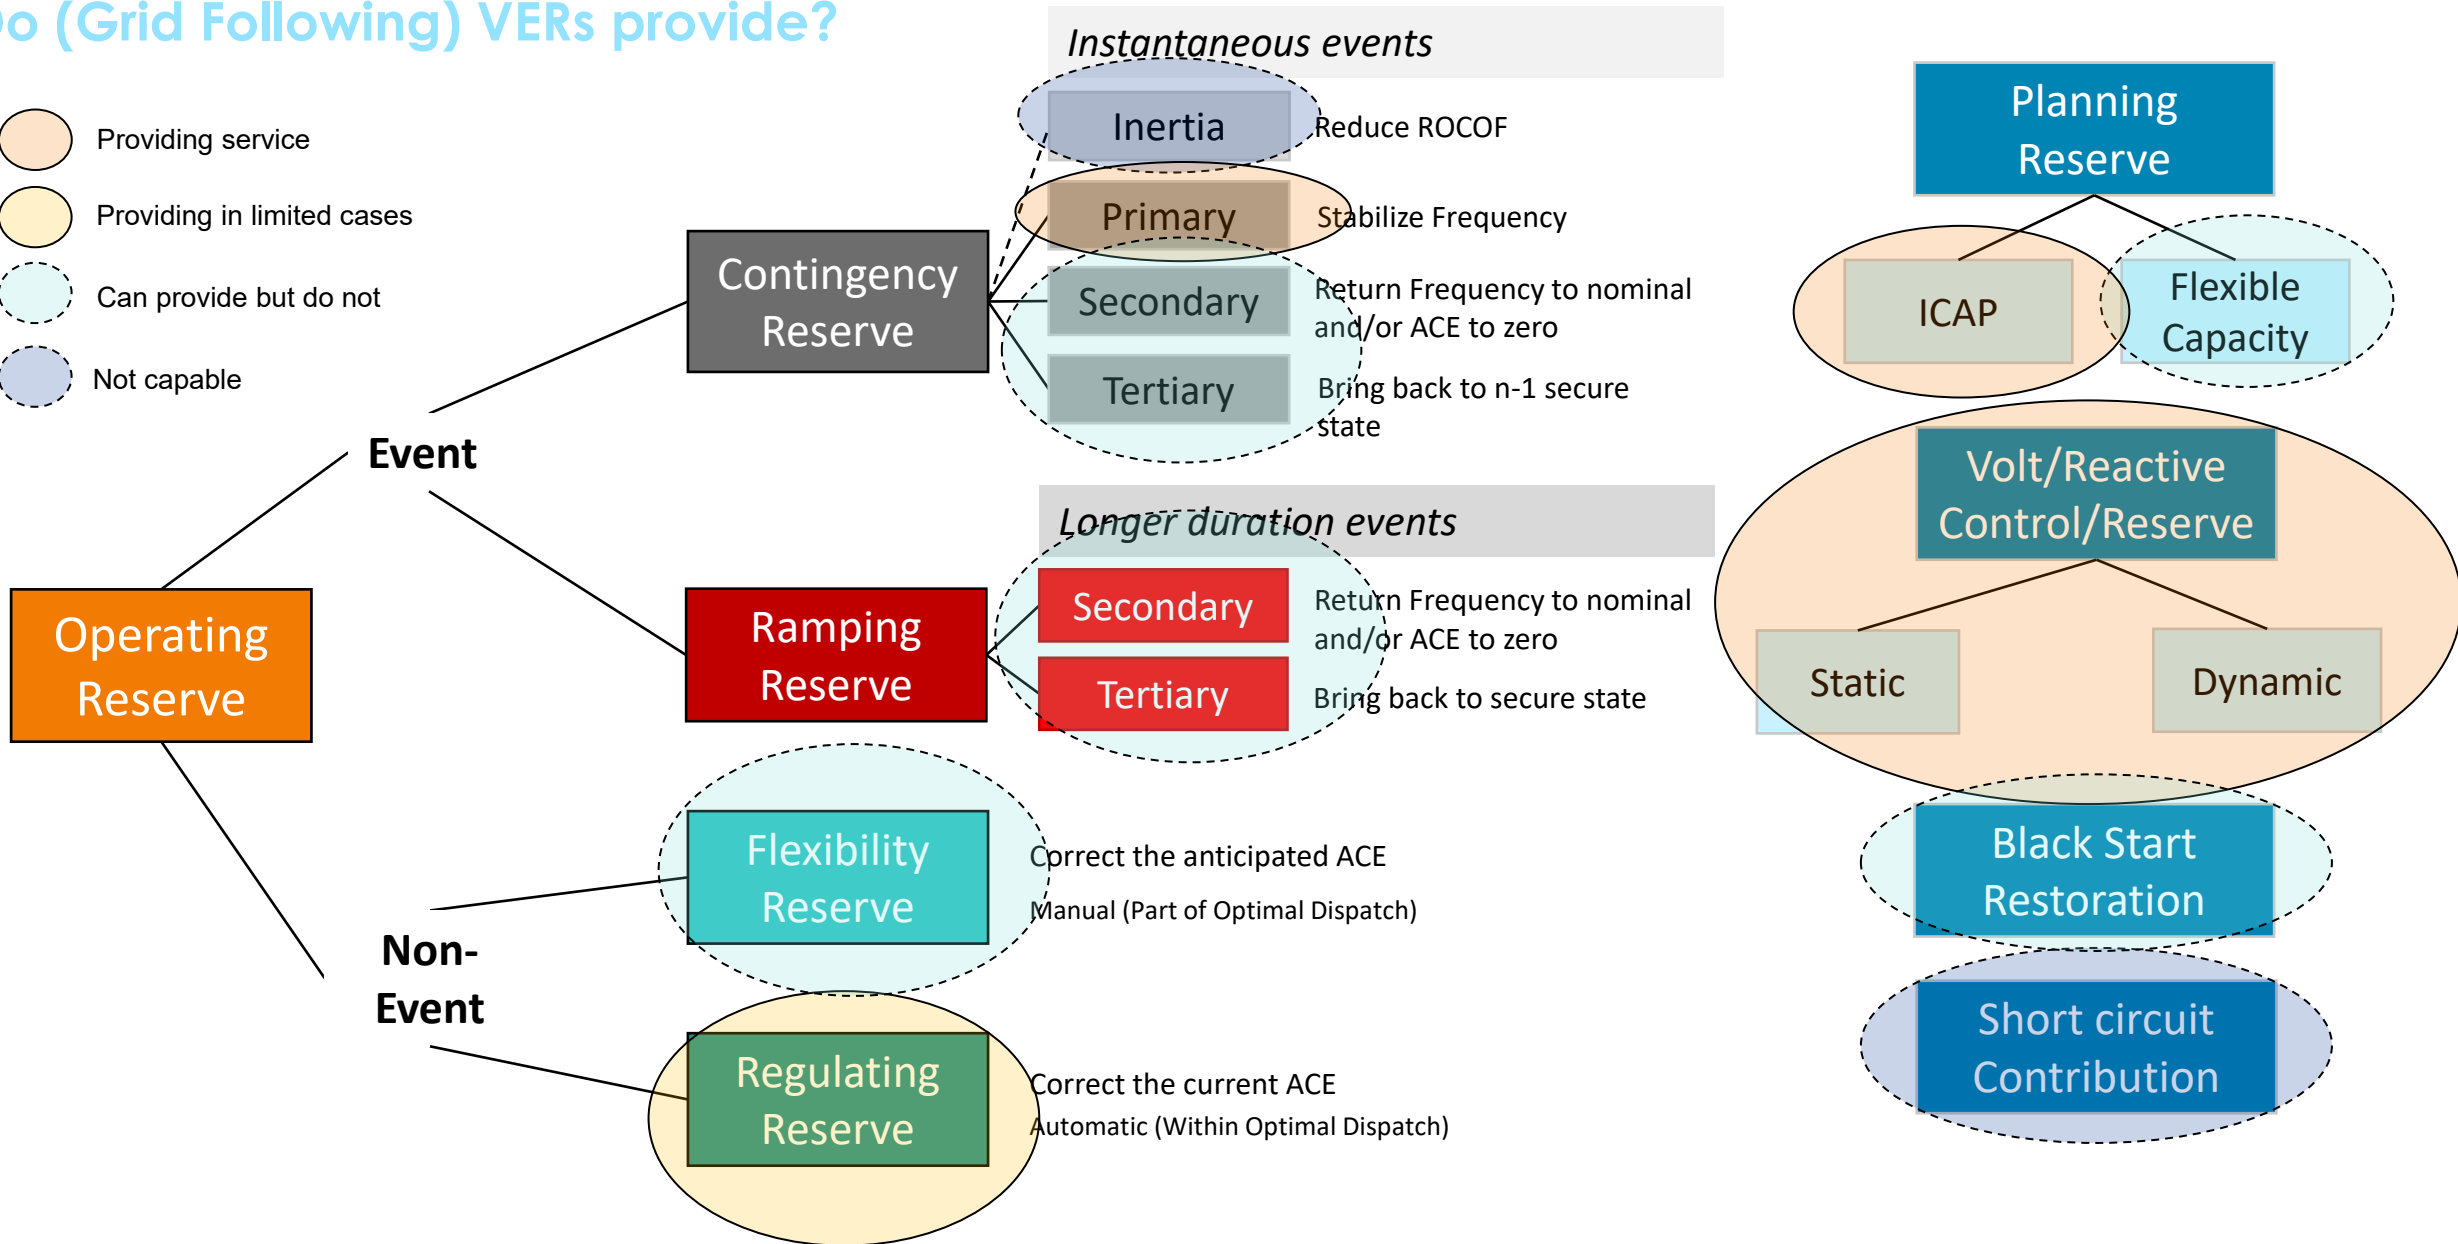 (Grid Following) VERs provide?
Providing service
Providing in limited cases
Can provide but do not
Not capable
Operating
Reserve
Event
Non-
Event
Contingency
Reserve
Instantaneous events
Inertia
Reduce ROCOF
Primary
Stabilize Frequency
Secondary
Return Frequency to nominal
and/or ACE to zero
Tertiary
Bring back to n-1 secure
state
Ramping
Reserve
Longer duration events
Secondary
Return Frequency to nominal
and/or ACE to zero
Tertiary
Bring back to secure state
Flexibility
Reserve
Correct the anticipated ACE
Manual (Part of Optimal Dispatch)
Regulating
Reserve
Correct the current ACE
Automatic (Within Optimal Dispatch)
Planning
Reserve
ICAP
Flexible
Capacity
Volt/Reactive
Control/Reserve
Static
Dynamic
Black Start
Restoration
Short circuit
Contribution